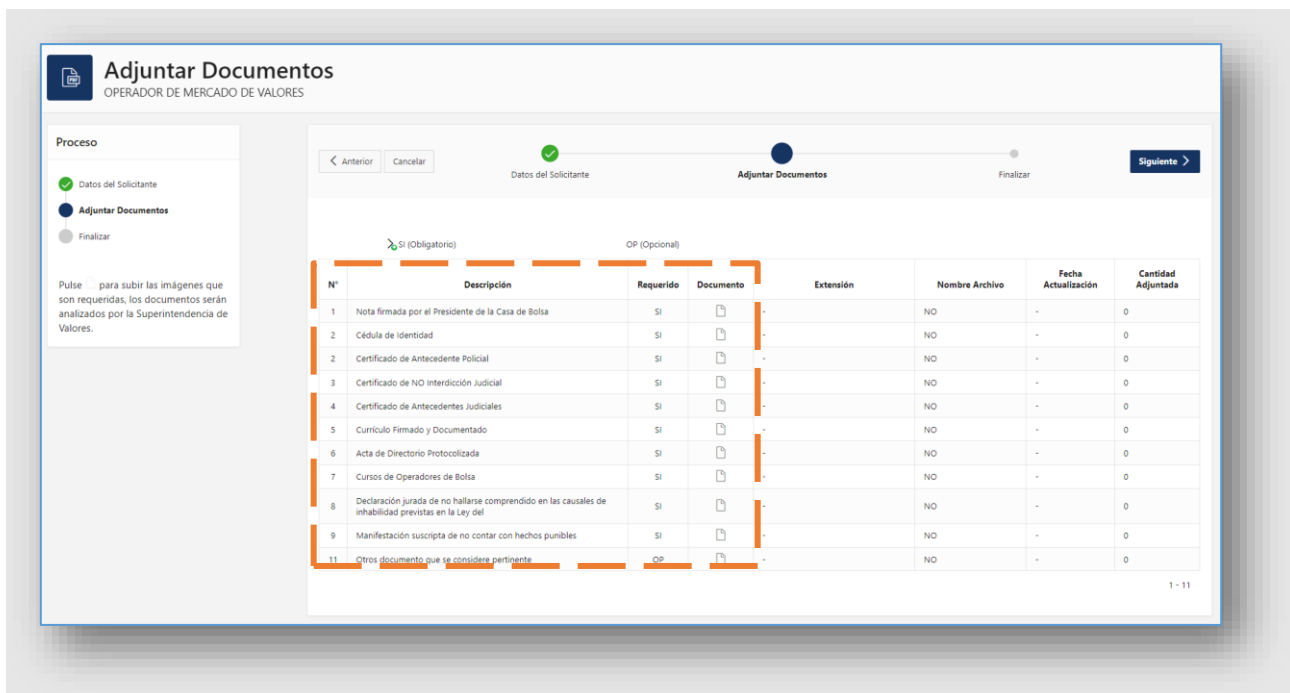 Adjuntar Documentos
OPERADOR DE MERCADO DE VALORES
Proceso
Datos del Solicitante
Adjuntar Documentos
Finalizar
Pulse para subir las imágenes que
son requeridas, los documentos serán
analizados por la Superintendencia de
Valores.
Anterior Cancelar
Datos del Solicitante
Adjuntar Documentos
Finalizar
Siguiente
SI (Obligatorio) OP (Opcional)
N° Descripción Requerido Documento Extensión Nombre Archivo Fecha Actualización Cantidad Adjuntada
1 Nota firmada por el Presidente de la Casa de Bolsa SI - NO - 0
2 Cédula de Identidad SI - NO - 0
2 Certificado de Antecedente Policial SI - NO - 0
3 Certificado de NO Interdicción Judicial SI - NO - 0
4 Certificado de Antecedentes Judiciales SI - NO - 0
5 Currículo Firmado y Documentado SI - NO - 0
6 Acta de Directorio Protocolizada SI - NO - 0
7 Cursos de Operadores de Bolsa SI - NO - 0
8 Declaración jurada de no hallarse comprendido en las causales de
inhabilidad previstas en la Ley del SI - NO - 0
9 Manifestación suscripta de no contar con hechos punibles SI - NO - 0
11 Otros documento que se considere pertinente OP - NO - 0
1 - 11